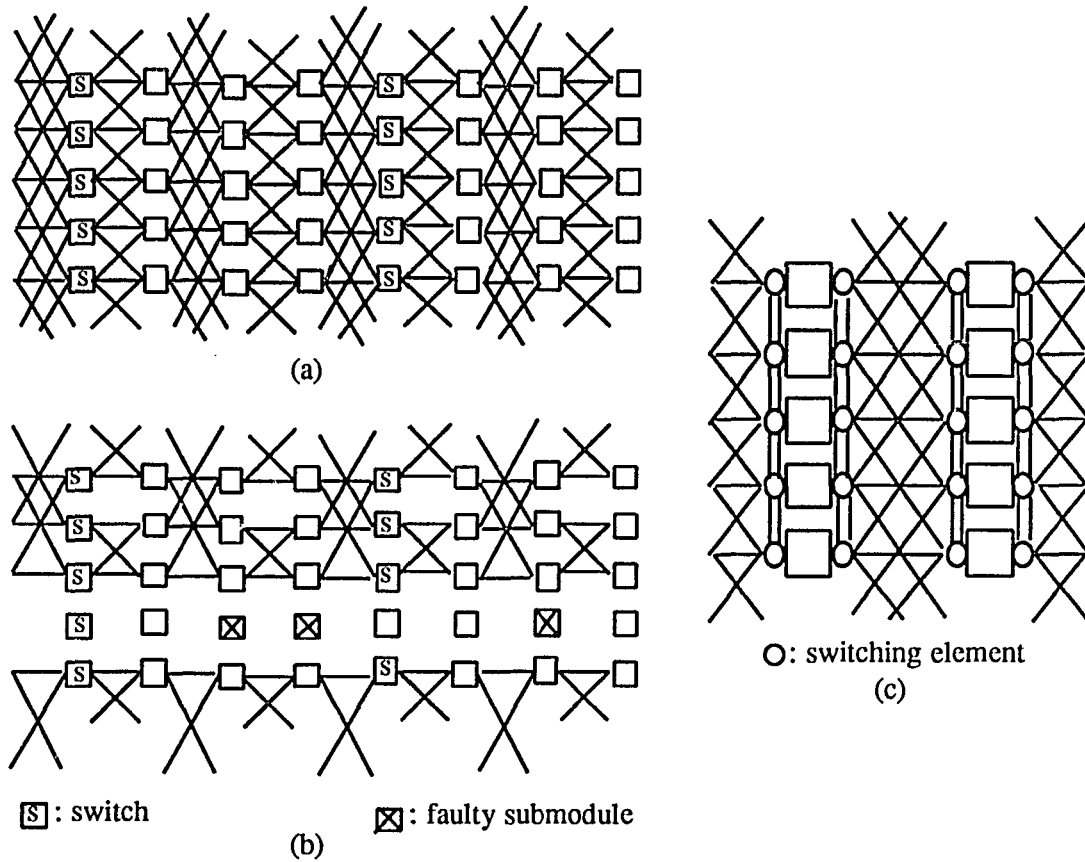 S S
S S
S S
S S
S S
(a)
S S
S S
S S
S
S S
S : switch
: faulty submodule
(b)
: switching element
(c)